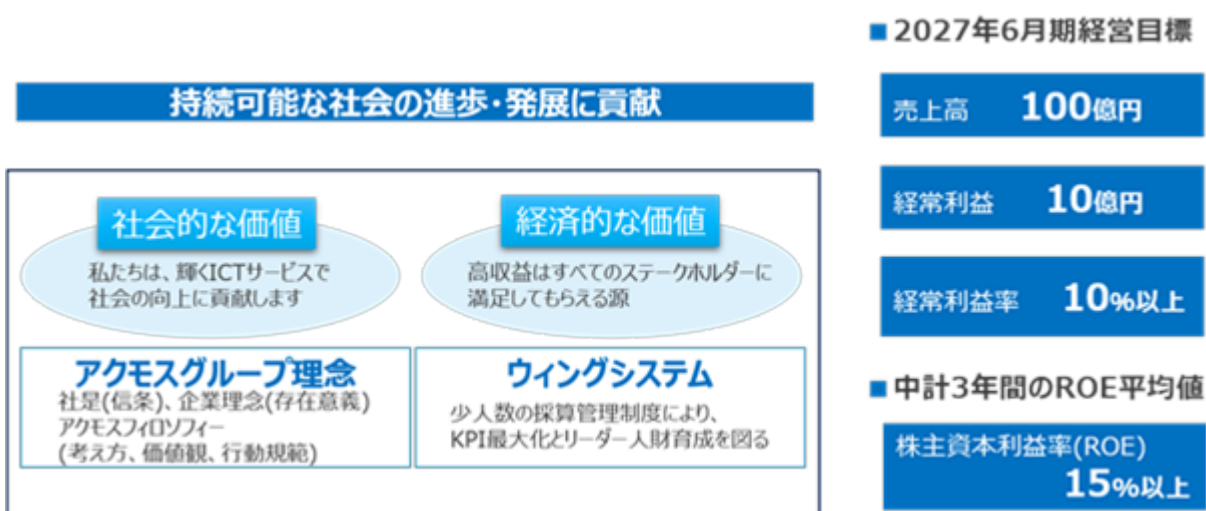 持続可能な社会の進歩・発展に貢献
社会的な価値
私たちは、輝くICTサービスで
社会の向上に貢献します
経済的な価値
高収益はすべてのステークホルダーに
満足してもらえる源
アクモスグループ理念
社是(信条)、企業理念(存在意義)
アクモスフィロソフィー
(考え方、価値観、行動規範)
ウィングシステム
少人数の採算管理制度により、
KPI最大化とリーダー人財育成を図る
■2027年6月期経営目標
売上高 100億円
経常利益 10億円
経常利益率 10%以上
■中計3年間のROE平均値
株主資本利益率(ROE)
15%以上